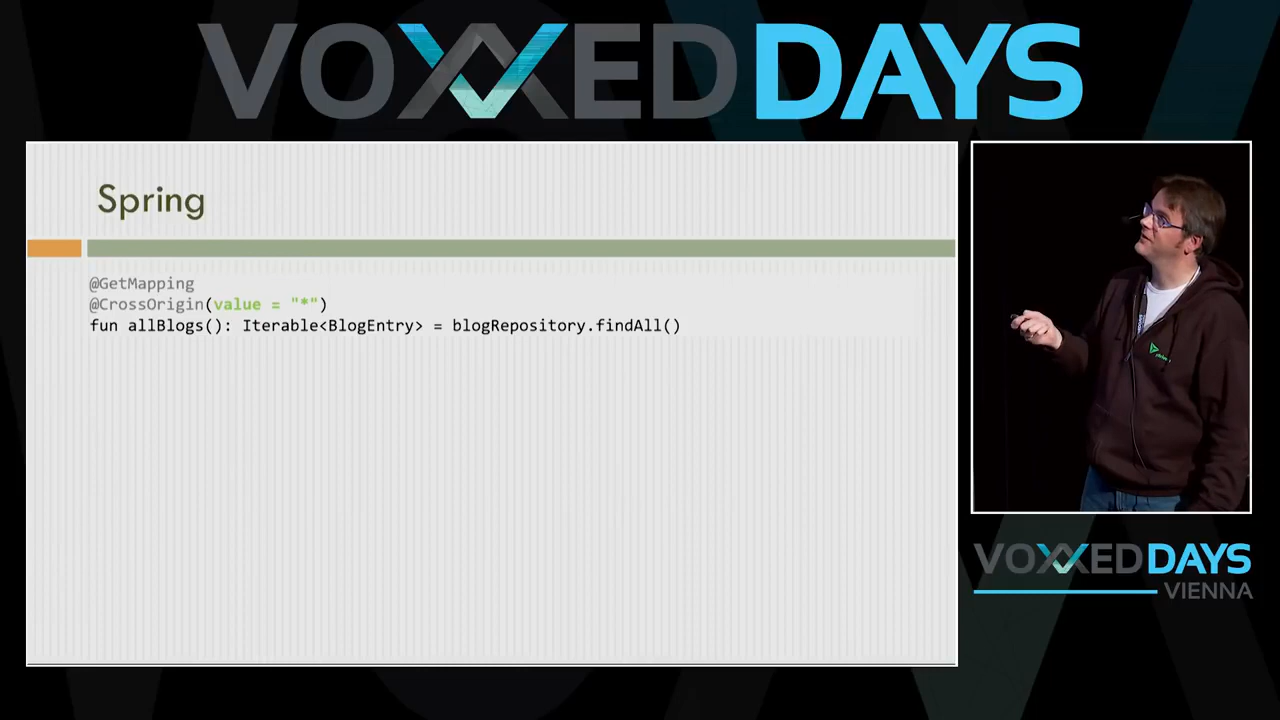 VOXXED DAYS
Spring
@GetMapping
@CrossOrigin(value = "*")
fun allBlogs(): Iterable<BlogEntry> = blogRepository.findAll()
VOXXED DAYS
VIENNA